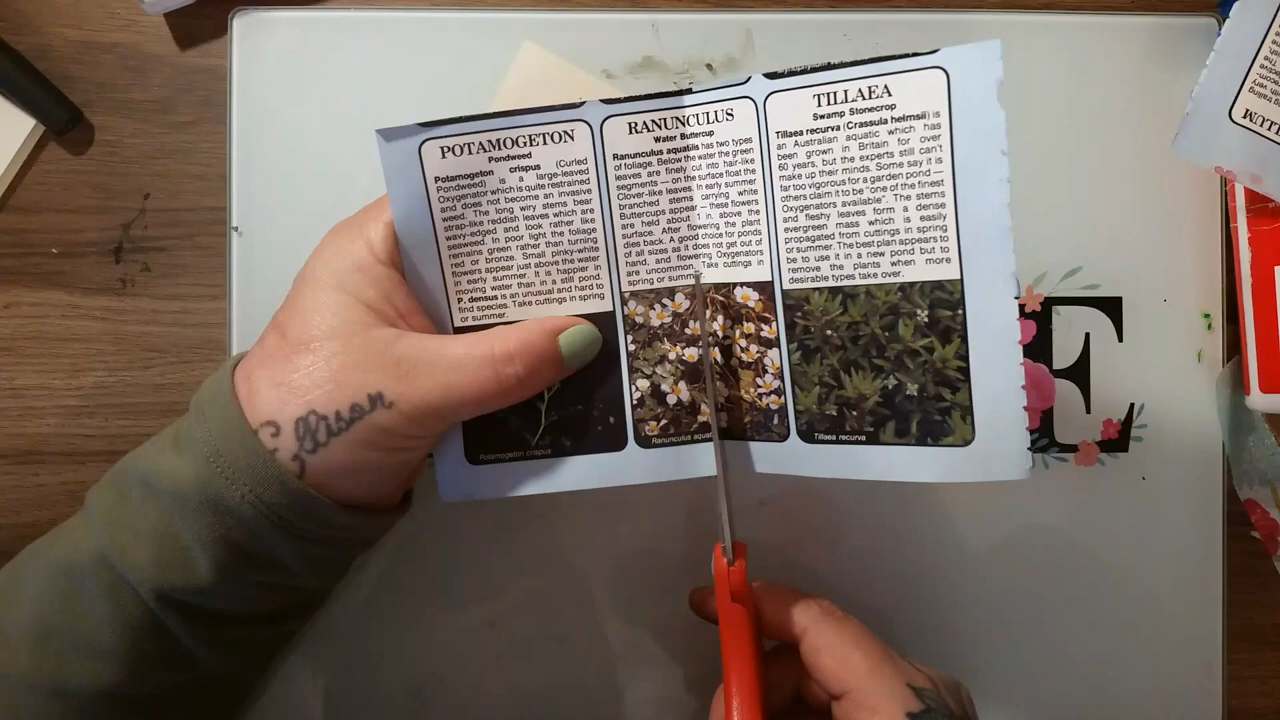 POTAMOGETON
Pondweed
Potamogeton crispus (Curled
Pondweed) is a large-leaved
Oxygenator which is quite restrained
and does not become an invasive
weed. The long wiry stems bear
strap-like reddish leaves which are
wavy-edged and look rather like
seaweed. In poor light the foliage
remains green rather than turning
red or bronze. Small pinky-white
flowers appear just above the water
in early summer. It is happier in
moving water than in a still pond.
P. densus is an unusual and hard to
find species. Take cuttings in spring
or summer.
Potamogeton crispus
RANUNCULUS
Water Buttercup
Ranunculus aquatilis has two types
of foliage. Below the water the green
leaves are finely cut into hair-like
segments — on the surface float the
Clover-like leaves. In early summer
branched stems carrying white
Buttercups appear — these flowers
are held about 1 in. above the
surface. After flowering the plant
dies back. A good choice for ponds
of all sizes as it does not get out of
hand, and flowering Oxygenators
are uncommon. Take cuttings in
spring or summer.
Ranunculus aquat
TILLAEA
Swamp Stonecrop
Tillaea recurva (Crassula helmsii) is
an Australian aquatic which has
been grown in Britain for over
60 years, but the experts still can't
make up their minds. Some say it is
far too vigorous for a garden pond —
others claim it to be "one of the finest
Oxygenators available". The stems
and fleshy leaves form a dense
evergreen mass which is easily
propagated from cuttings in spring
or summer. The best plan appears to
be to use it in a new pond but to
remove the plants when more
desirable types take over.
Tillaea recurva
Ellison
E
LLUM